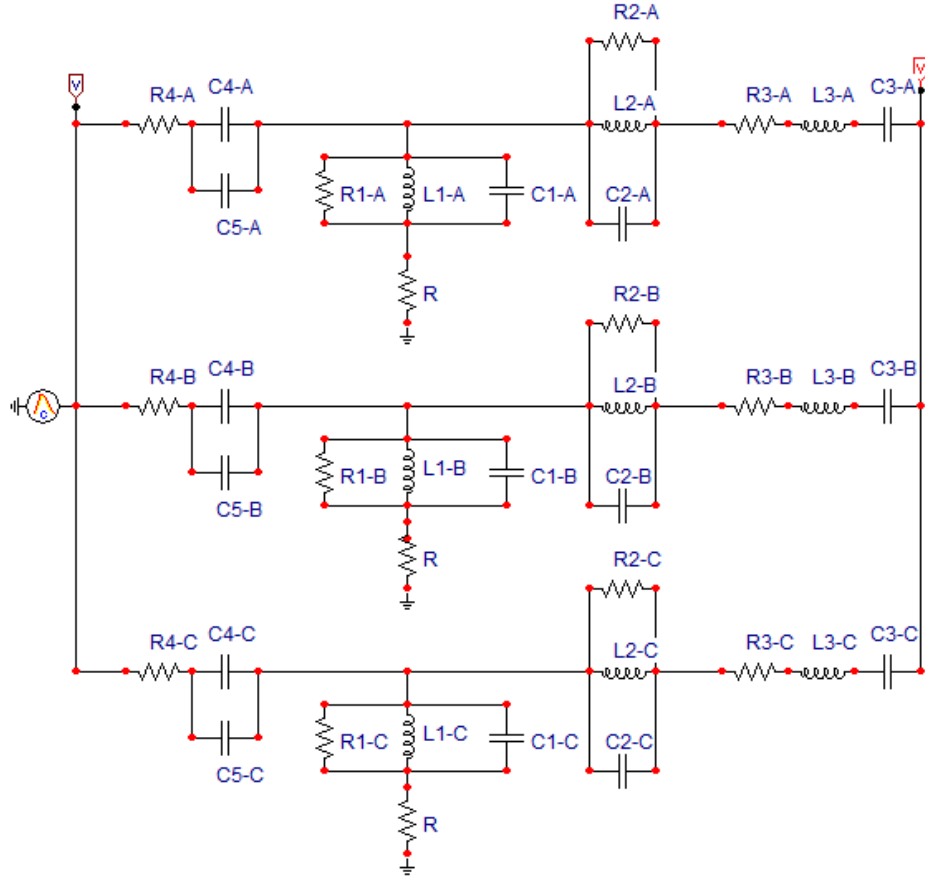 R2-A
V
V
R4-A
C4-A
L2-A
R3-A
L3-A
C3-A
R1-A
L1-A
C1-A
C2-A
C5-A
R
R2-B
R4-B
C4-B
L2-B
R3-B
L3-B
C3-B
C
R1-B
L1-B
C1-B
C2-B
C5-B
R
R2-C
R4-C
C4-C
L2-C
R3-C
L3-C
C3-C
R1-C
L1-C
C1-C
C2-C
C5-C
R